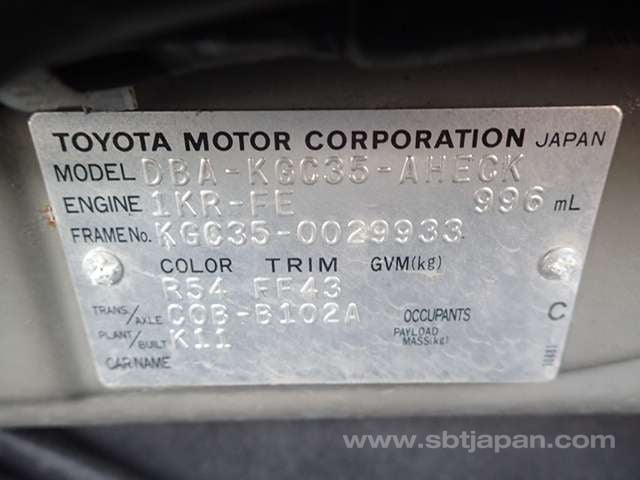 TOYOTA MOTOR CORPORATION JAPAN
MODEL DBA-KGC35-AHECK
ENGINE 1KR-FE 996 mL
FRAME No. KGC35-0029933
COLOR TRIM GVM(kg)
R54 FF43
TRANS/AXLE C0B-B102A OCCUPANTS C
PLANT/BUILT K11 PAYLOAD MASS(kg)
CAR NAME
www.sbtjapan.com